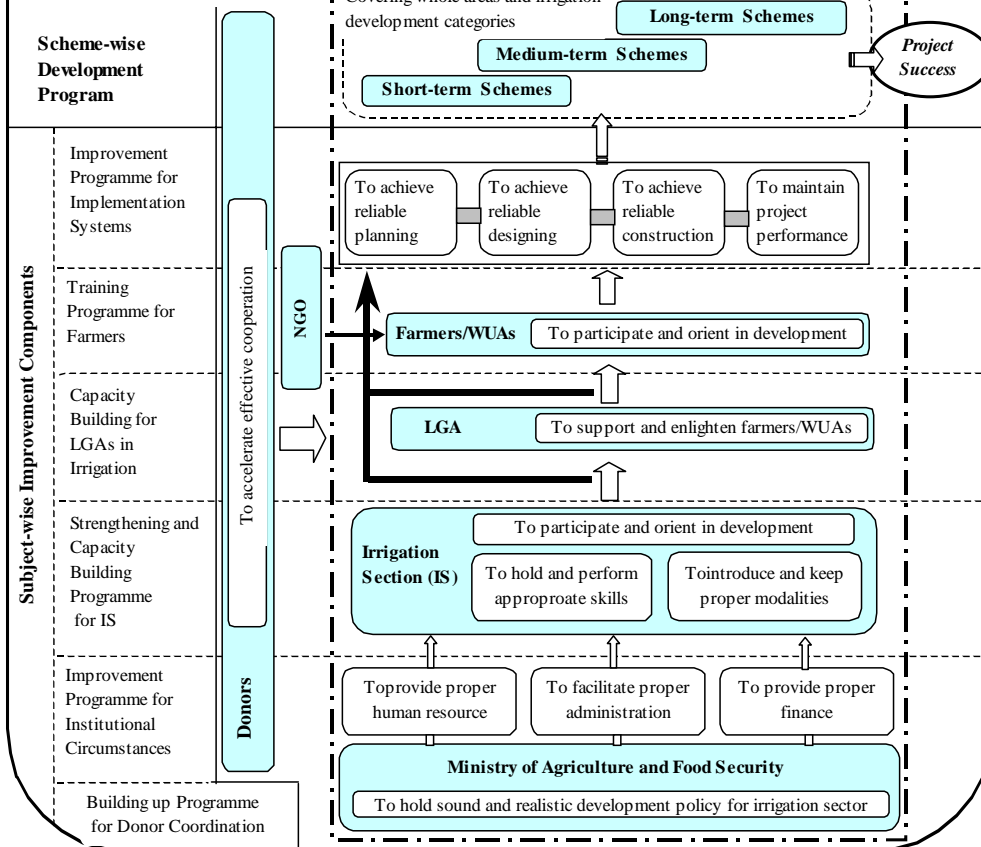 Covering whole areas and irrigation
development categories
Long-term Schemes
Medium-term Schemes
Short-term Schemes
Project
Success
Scheme-wise
Development
Program
Subject-wise Improvement Components
Improvement
Programme for
Implementation
Systems
To achieve
reliable
planning
To achieve
reliable
designing
To achieve
reliable
construction
To maintain
project
performance
Training
Programme for
Farmers
To accelerate effective cooperation
Donors
NGO
Farmers/WUAs
To participate and orient in development
Capacity
Building for
LGAs in
Irrigation
LGA
To support and enlighten farmers/WUAs
Strengthening and
Capacity
Building
Programme
for IS
Irrigation
Section (IS)
To participate and orient in development
To hold and perform
approproate skills
Tointroduce and keep
proper modalities
Improvement
Programme for
Institutional
Circumstances
Toprovide proper
human resource
To facilitate proper
administration
To provide proper
finance
Ministry of Agriculture and Food Security
To hold sound and realistic development policy for irrigation sector
Building up Programme
for Donor Coordination